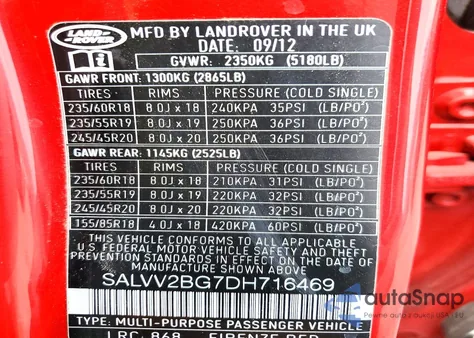 LAND ROVER
MFD BY LANDROVER IN THE UK
DATE: 09/12
GVWR: 2350KG (5180LB)
GAWR FRONT: 1300KG (2865LB)
TIRES RIMS PRESSURE (COLD SINGLE)
235/60R18 8.0J x 18 240KPA 35PSI (LB/PO²)
235/55R19 8.0J x 19 250KPA 36PSI (LB/PO²)
245/45R20 8.0J x 20 250KPA 36PSI (LB/PO²)
GAWR REAR: 1145KG (2525LB)
TIRES RIMS PRESSURE (COLD SINGLE)
235/60R18 8.0J x 18 210KPA 31PSI (LB/PO²)
235/55R19 8.0J x 19 220KPA 32PSI (LB/PO²)
245/45R20 8.0J x 20 220KPA 32PSI (LB/PO²)
155/85R18 4.0J x 18 420KPA 60PSI (LB/PO²)
THIS VEHICLE CONFORMS TO ALL APPLICABLE
U.S. FEDERAL MOTOR VEHICLE SAFETY AND THEFT
PREVENTION STANDARDS IN EFFECT ON THE DATE OF
MANUFACTURE SHOWN ABOVE
SALVV2BG7DH716469
TYPE: MULTI-PURPOSE PASSENGER VEHICLE
LRC: 868 FIRENZE RED
autoSnap